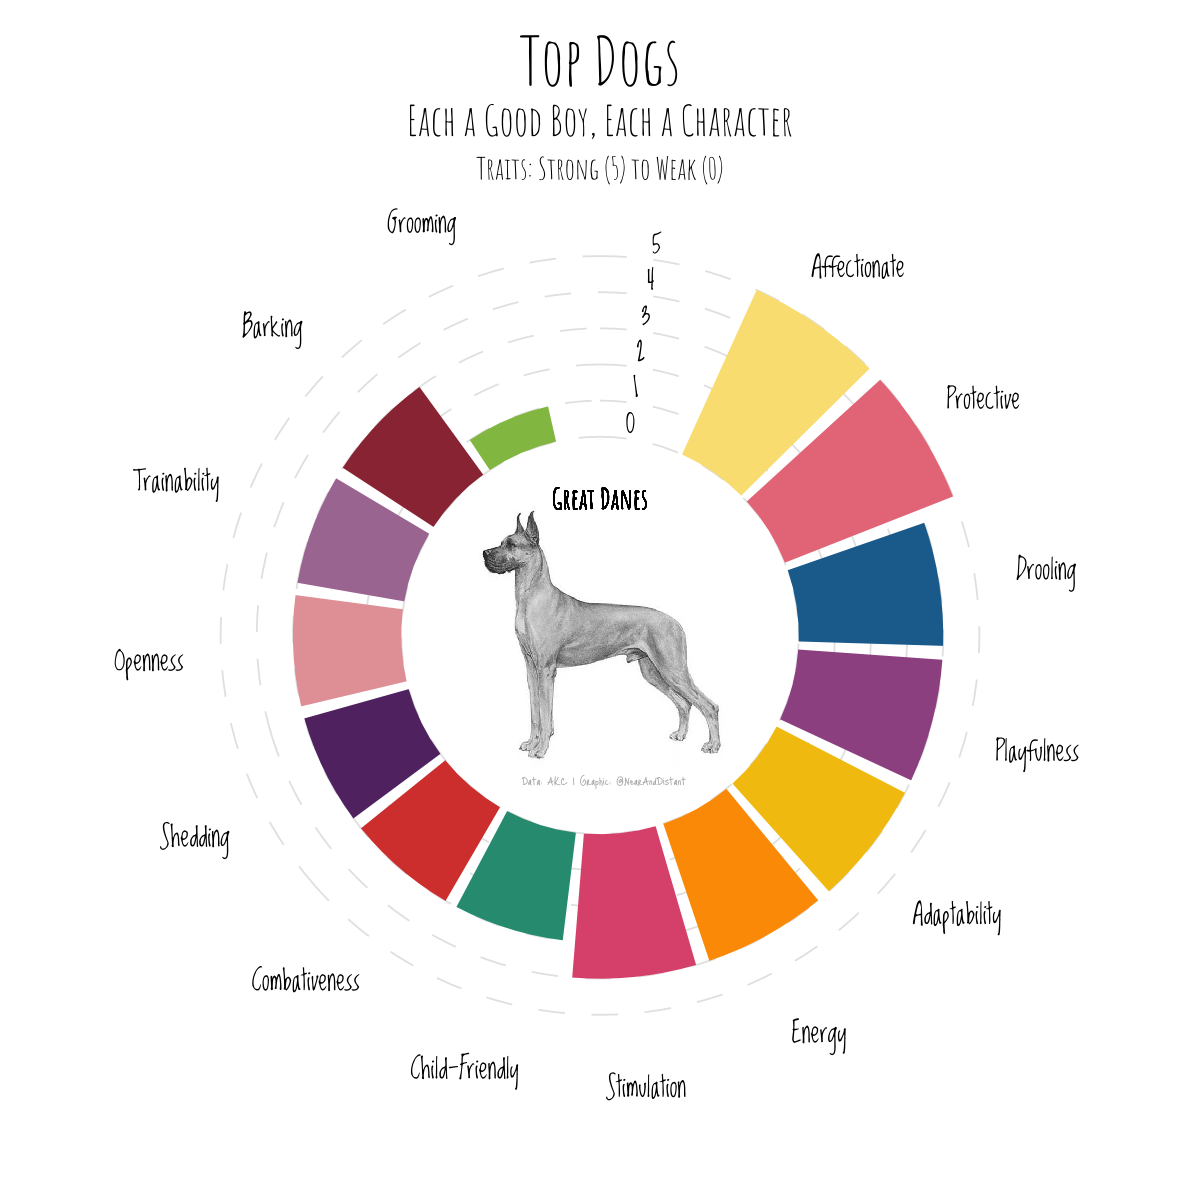 Top Dogs
Each a Good Boy, Each a Character
Traits: Strong (5) to Weak (0)
Grooming
5
Affectionate
4
3
Barking
2
1
Protective
0
Trainability
Great Danes
Drooling
Openness
Playfulness
Data: AKC | Graphic: @NearAndDistant
Shedding
Adaptability
Combativeness
Energy
Child-Friendly
Stimulation